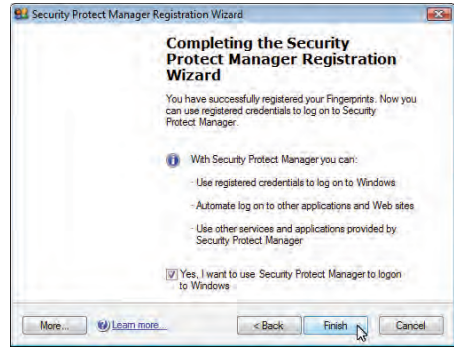 Security Protect Manager Registration Wizard
Completing the Security
Protect Manager Registration
Wizard
You have successfully registered your Fingerprints. Now you
can use registered credentials to log on to Security
Protect Manager.
With Security Protect Manager you can:
· Use registered credentials to log on to Windows
· Automate log on to other applications and Web sites
· Use other services and applications provided by
Security Protect Manager
Yes, I want to use Security Protect Manager to logon
to Windows
More... Learn more... < Back Finish Cancel